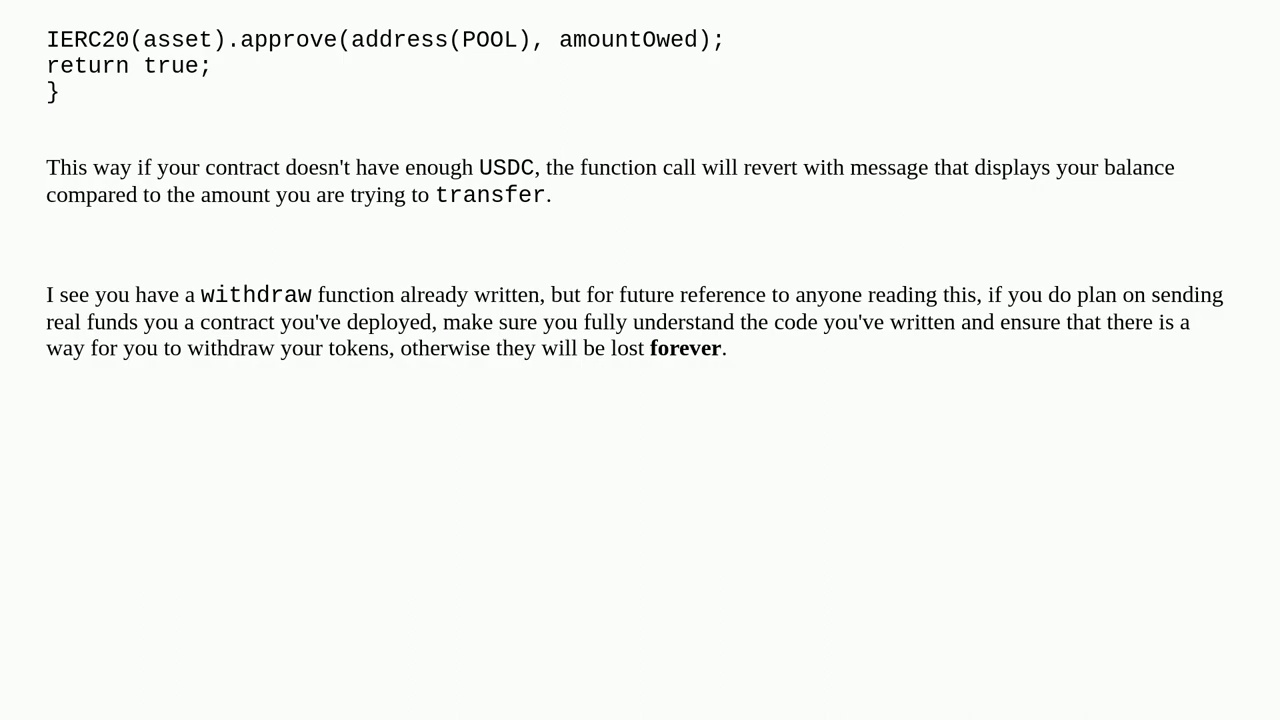 IERC20(asset).approve(address(POOL), amountOwed);
return true;
}
This way if your contract doesn't have enough USDC, the function call will revert with message that displays your balance
compared to the amount you are trying to transfer.
I see you have a withdraw function already written, but for future reference to anyone reading this, if you do plan on sending
real funds you a contract you've deployed, make sure you fully understand the code you've written and ensure that there is a
way for you to withdraw your tokens, otherwise they will be lost forever.